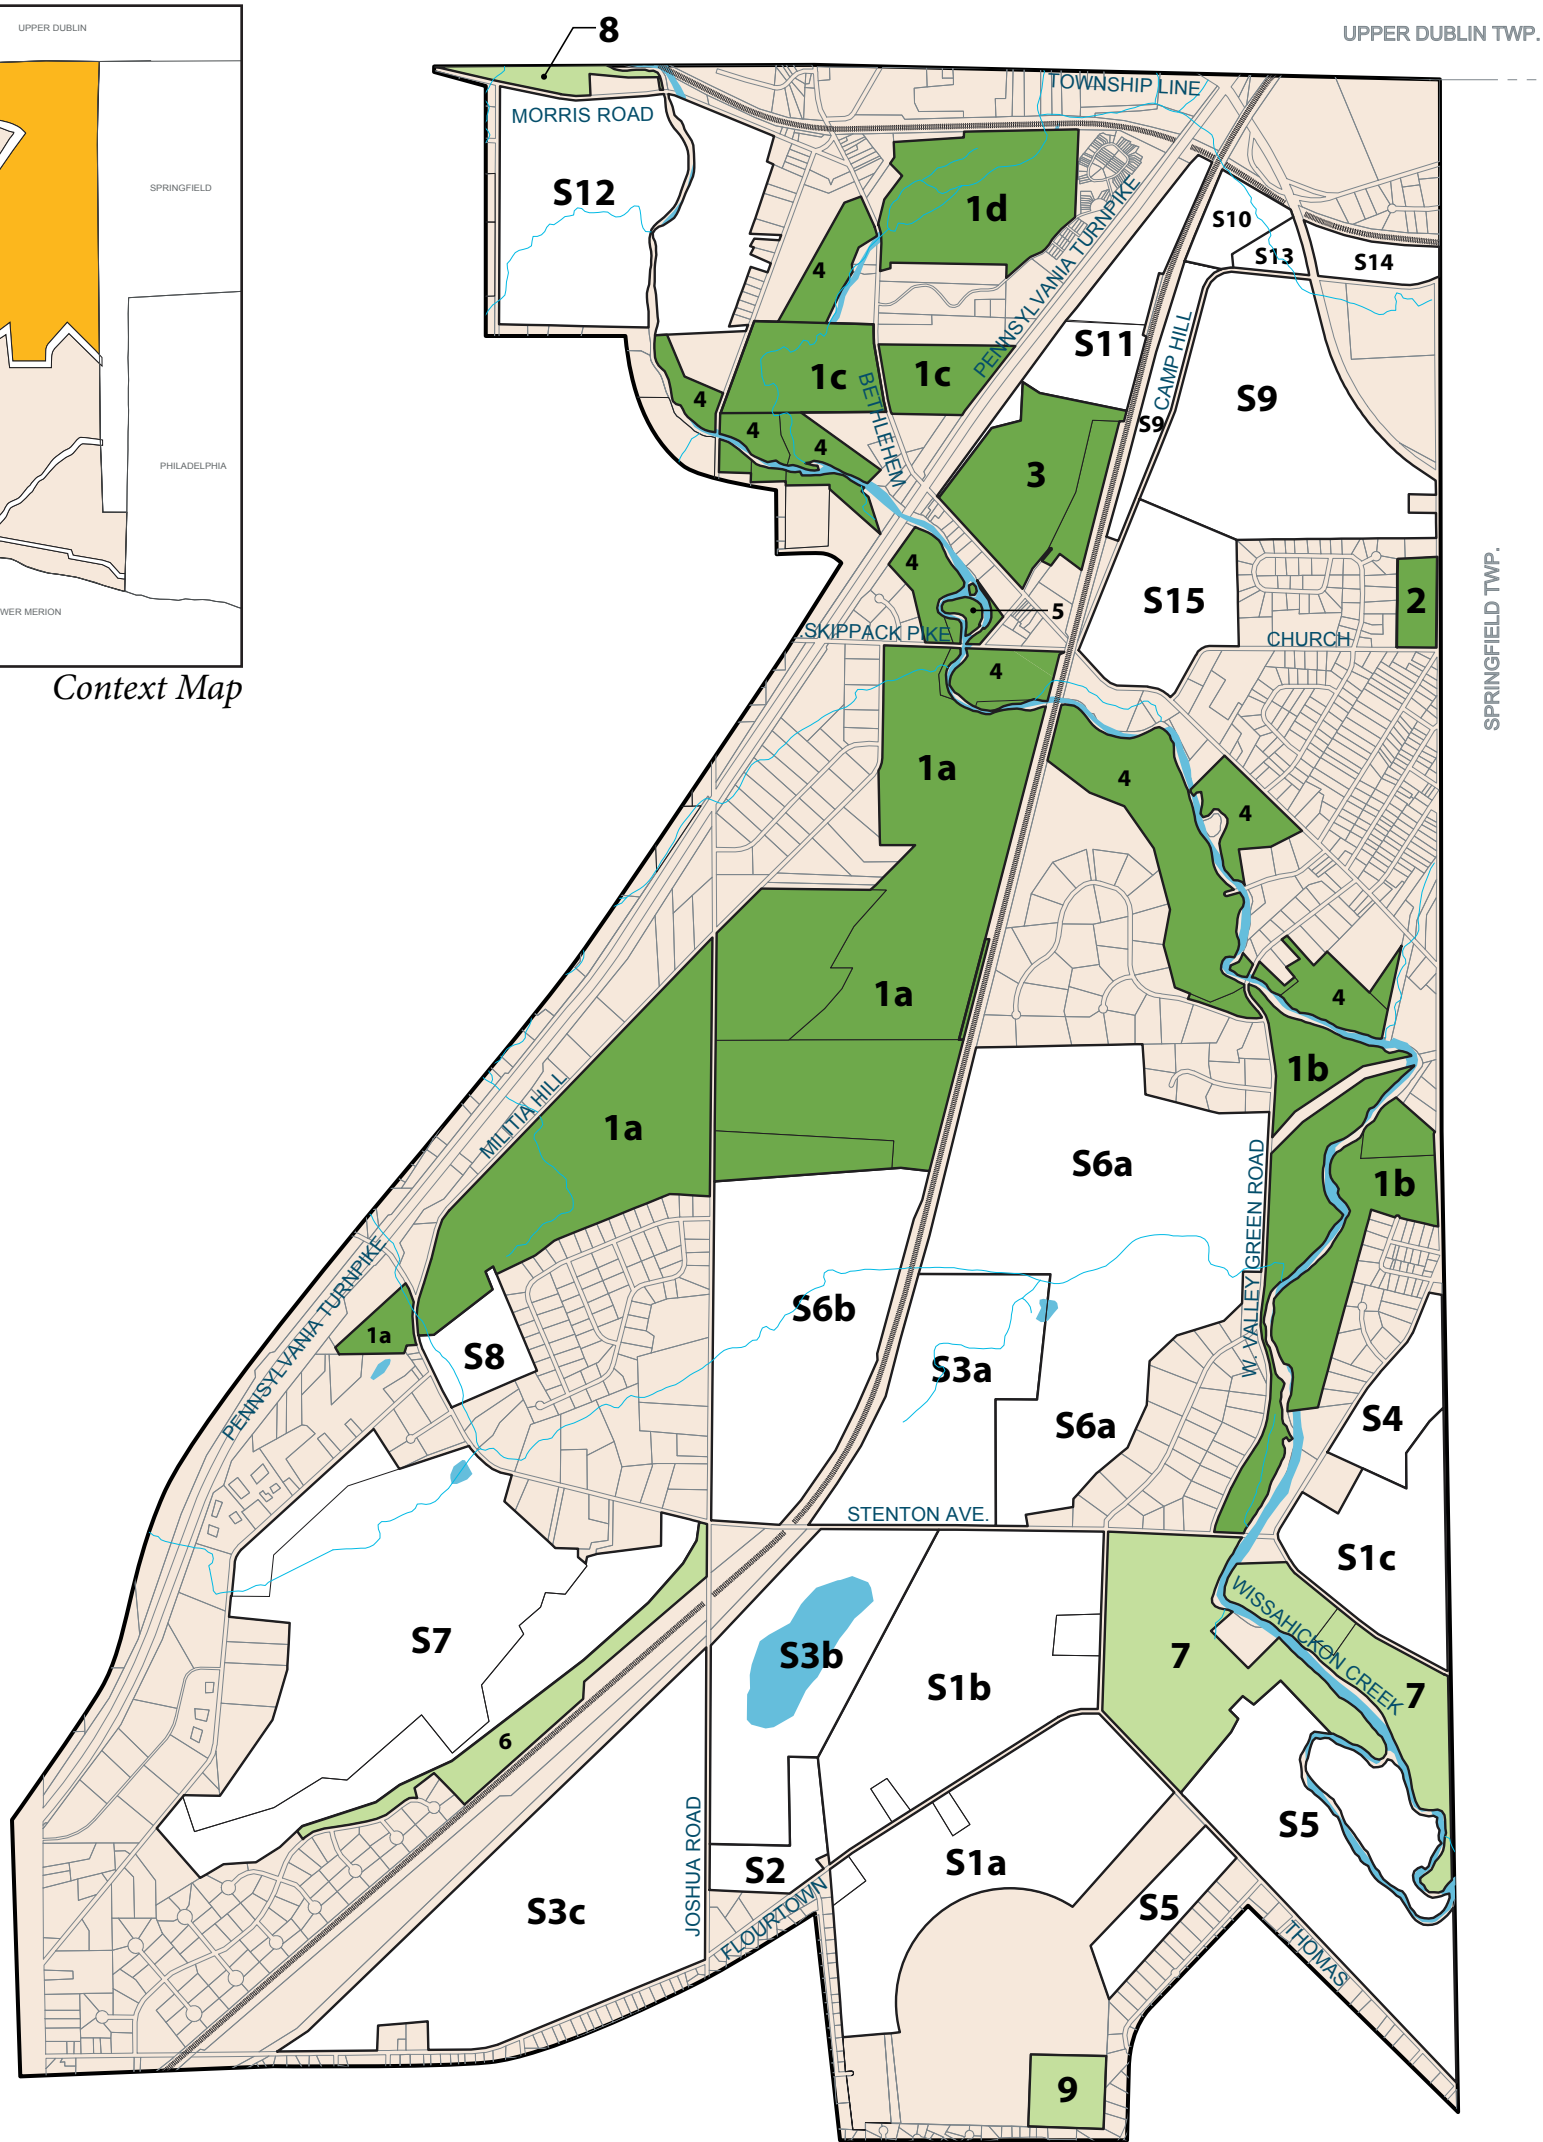 UPPER DUBLIN
SPRINGFIELD
PHILADELPHIA
WER MERION
Context Map
UPPER DUBLIN TWP.
SPRINGFIELD TWP.
8
TOWNSHIP LINE
MORRIS ROAD
S12
1d
S10
S13
S14
4
PENNSYLVANIA TURNPIKE
S11
CAMP HILL
1c
1c
BETHLEHEM
S9
S9
4
4
4
3
4
S15
2
5
SKIPPACK PIKE
CHURCH
4
1a
4
4
1a
4
1b
MILITIA HILL
1a
S6a
1b
W. VALLEY GREEN ROAD
PENNSYLVANIA TURNPIKE
S6b
1a
S8
S3a
S6a
S4
STENTON AVE.
S1c
WISSAHICKON CREEK
S7
S3b
S1b
7
7
6
JOSHUA ROAD
S5
S2
S1a
FLOURTOWN
S3c
S5
THOMAS
9